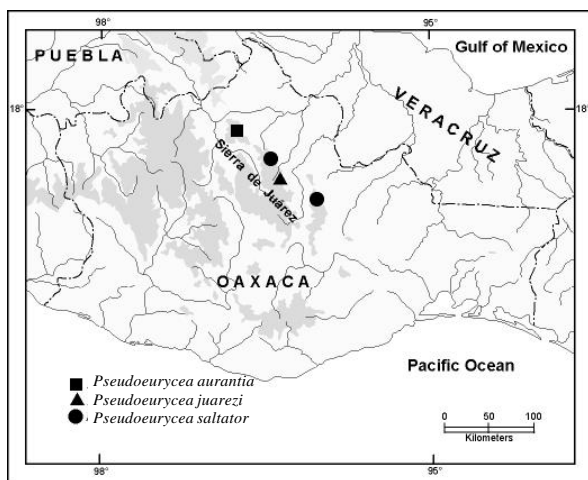 98°
95°
PUEBLA
Gulf of Mexico
18°
18°
VERACRUZ
Sierra de Juárez
OAXACA
Pacific Ocean
Pseudoeurycea aurantia
Pseudoeurycea juarezi
Pseudoeurycea saltator
0 50 100
Kilometers
98°
95°